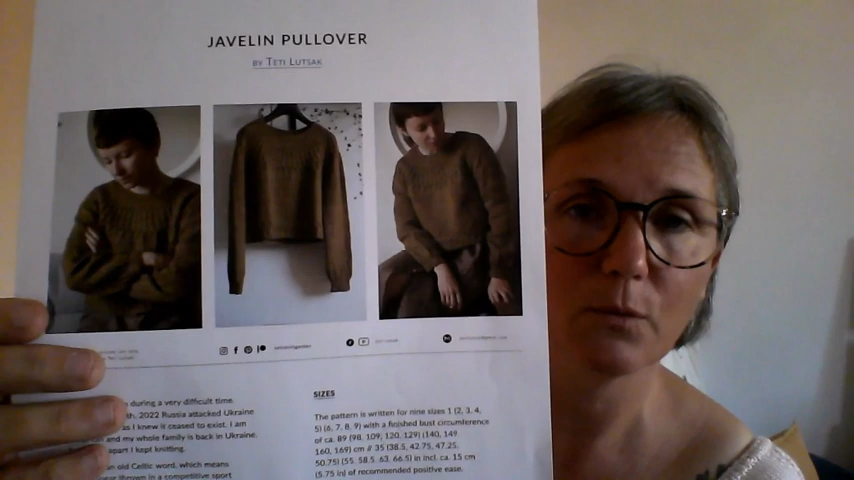 JAVELIN PULLOVER
BY TETI LUTSAK
during a very difficult time.
2022 Russia attacked Ukraine
as I knew it ceased to exist. I am
and my whole family is back in Ukraine,
apart I kept knitting.
old Celtic word, which means
thrown in a competitive sport
SIZES
The pattern is written for nine sizes 1 (2, 3, 4,
5) (6, 7, 8, 9) with a finished bust circumference
of ca. 89 (98, 109, 120, 129) (140, 149
160, 169) cm // 35 (38.5, 42.75, 47.25,
50.75) (55, 58.5, 63, 66.5) in incl. ca. 15 cm
(5.75 in) of recommended positive ease.